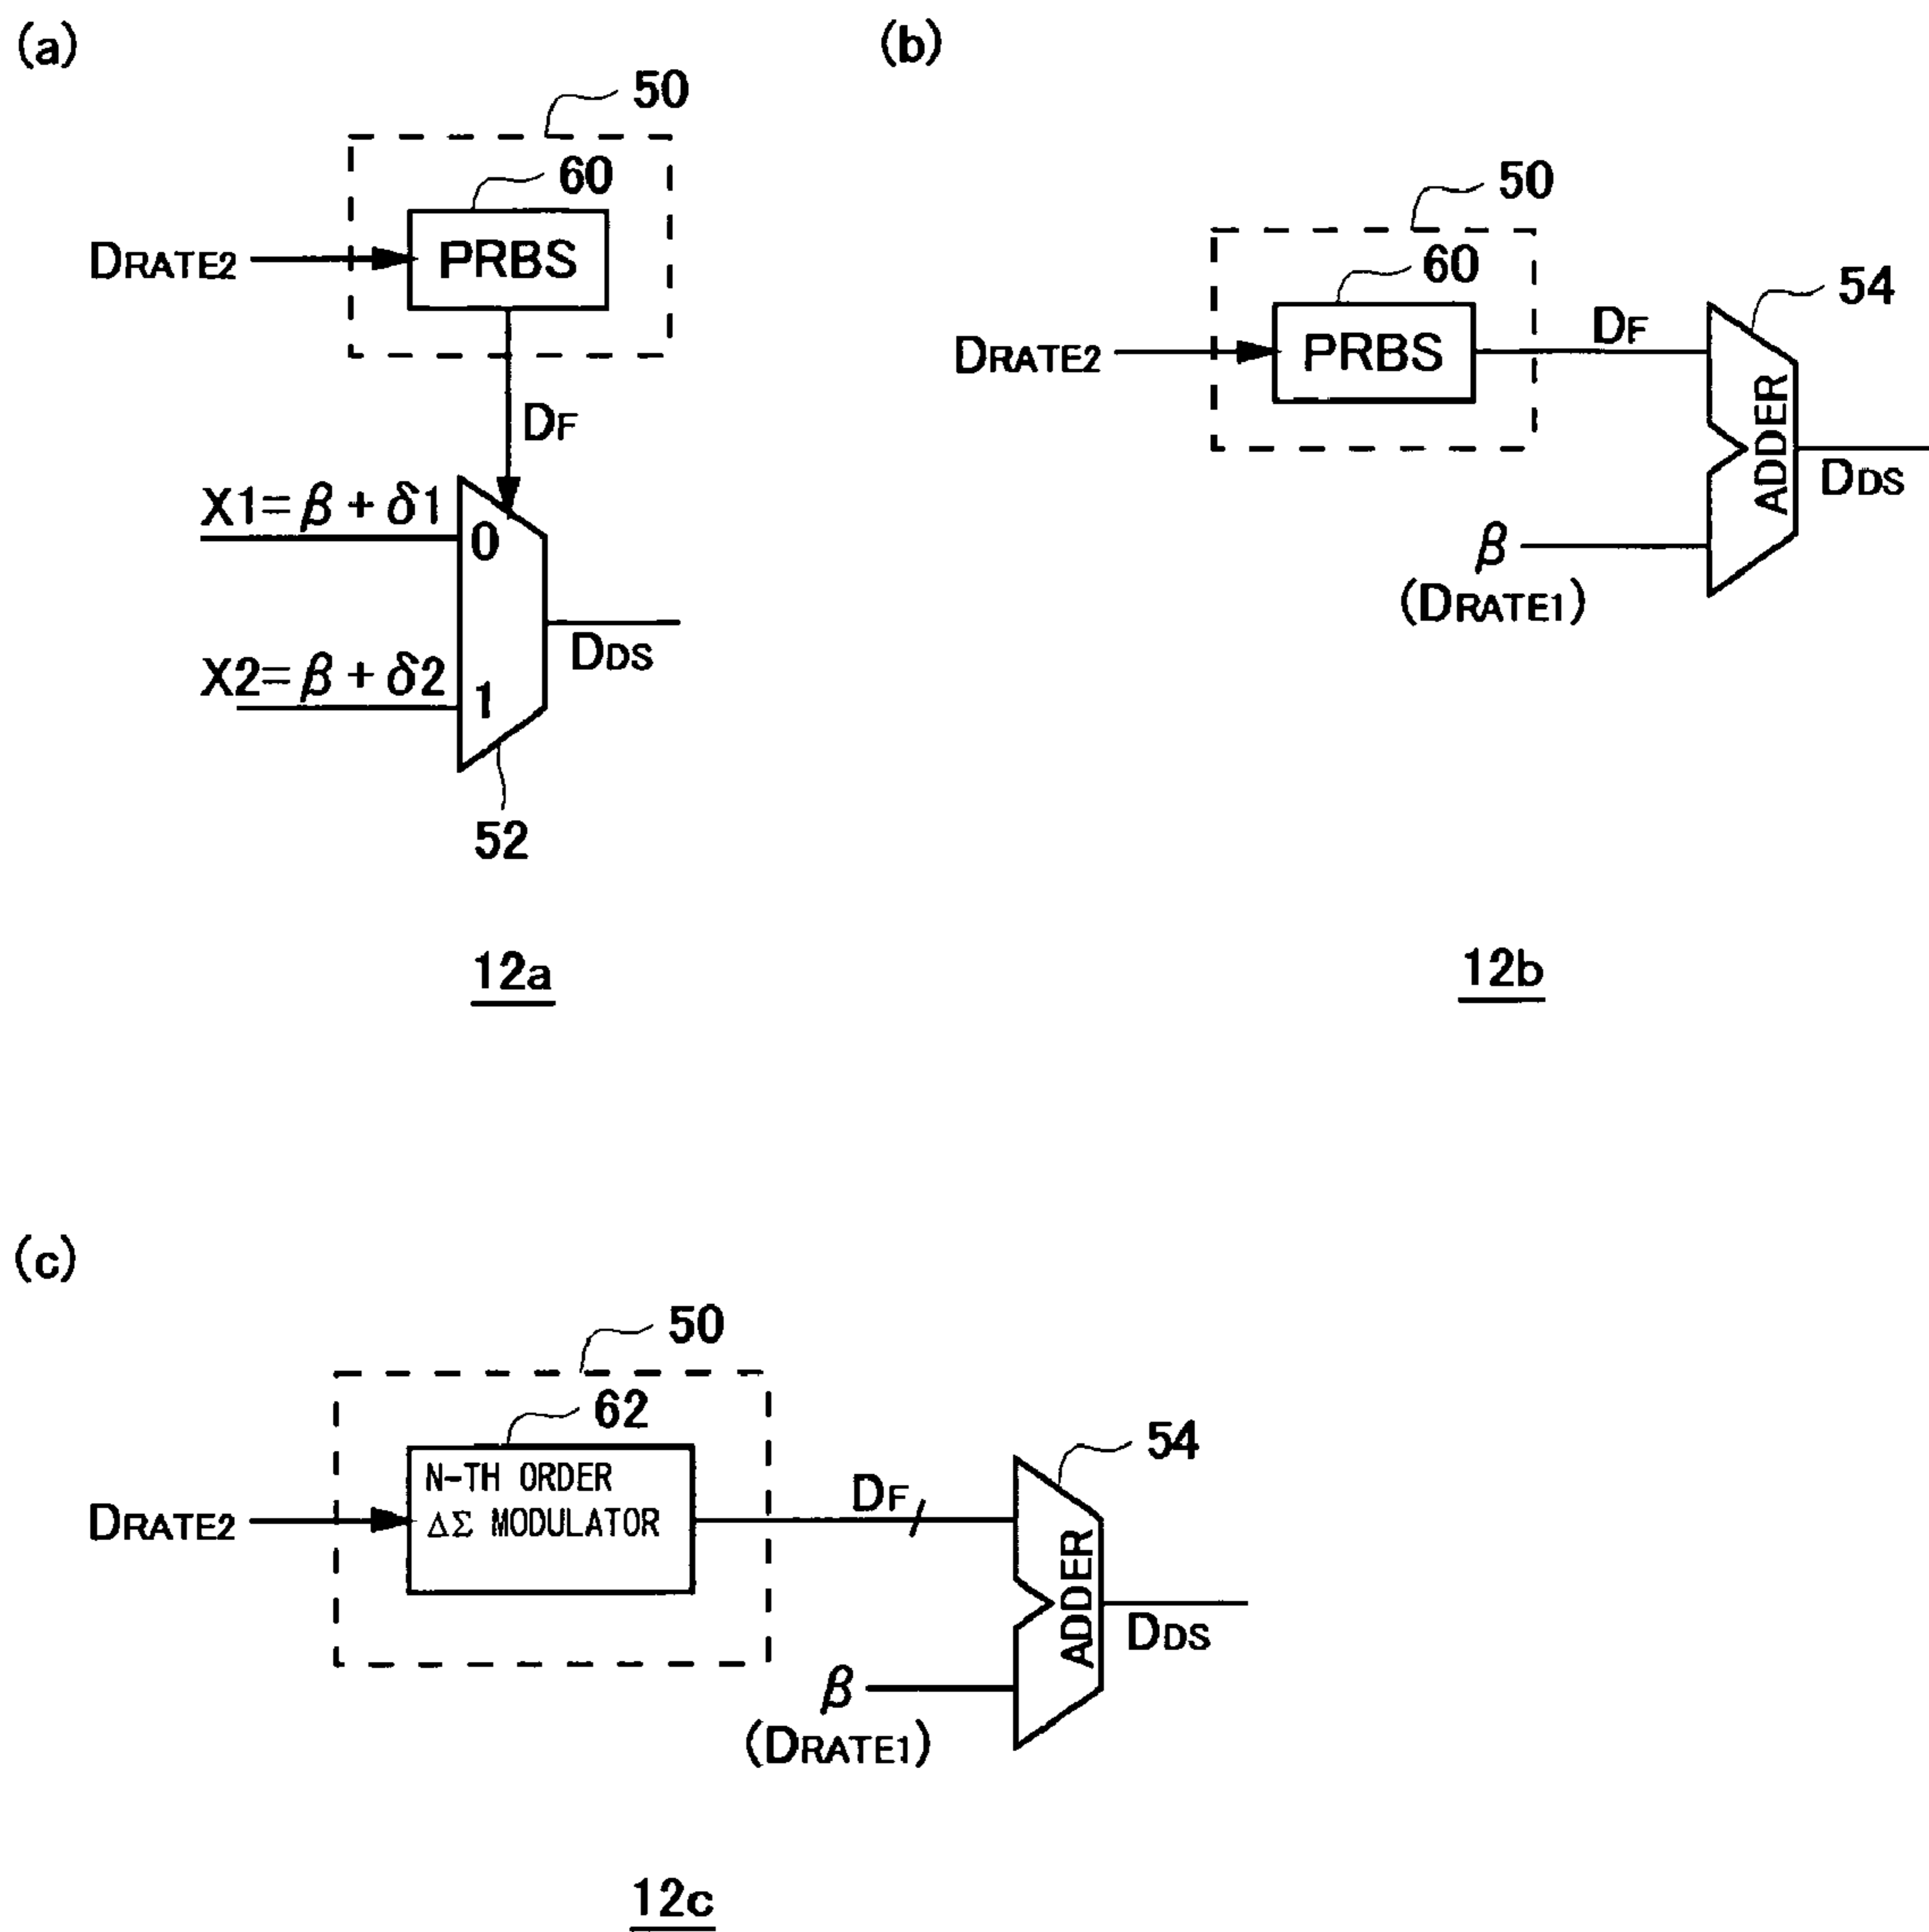 (a)
50
60
DRATE2
PRBS
DF
X1=β+δ1
0
X2=β+δ2
1
DDS
52
12a
(b)
50
60
DRATE2
PRBS
DF
54
ADDER
DDS
β
(DRATE1)
12b
(c)
50
62
N-TH ORDER
ΔΣ MODULATOR
DRATE2
DF
54
ADDER
DDS
β
(DRATE1)
12c